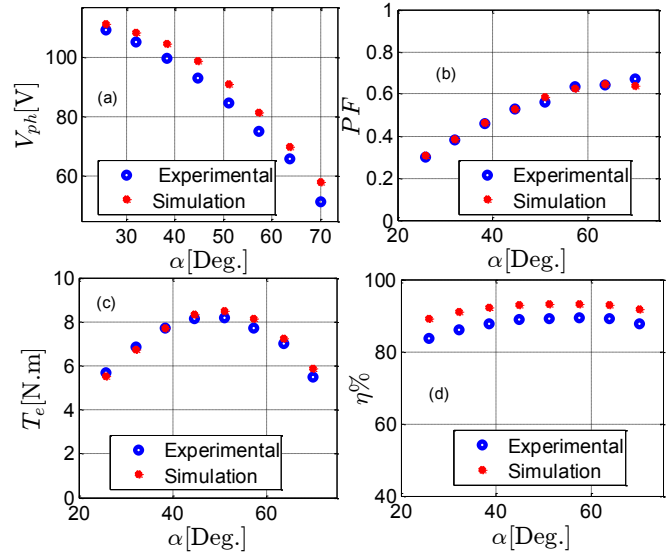 100
80
60
V_{ph}[V]
(a)
Experimental
Simulation
30 40 50 60 70
α[Deg.]
1
0.8
0.6
0.4
0.2
0
PF
(b)
Experimental
Simulation
20 40 60
α[Deg.]
10
8
6
4
2
0
T_e[N.m]
(c)
Experimental
Simulation
20 40 60
α[Deg.]
100
80
60
40
η%
(d)
Experimental
Simulation
20 40 60
α[Deg.]